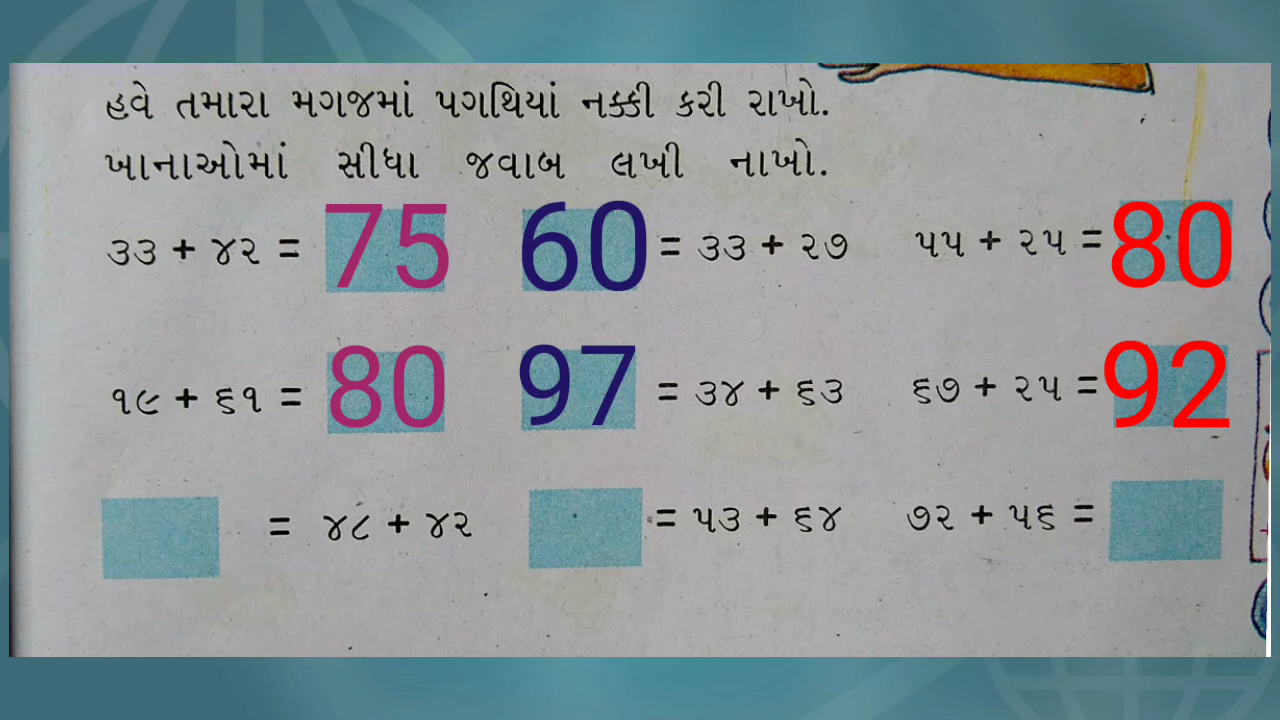 હવે તમારા મગજમાં પગથિયાં નક્કી કરી રાખો.
ખાનાઓમાં સીધા જવાબ લખી નાખો.
૩૩ + ૪૨ = 75 60 = ૩૩ + ૨૭ ૫૫ + ૨૫ = 80
૧૯ + ૬૧ = 80 97 = ૩૪ + ૬૩ ૬૭ + ૨૫ = 92
= ૪૮ + ૪૨ = ૫૩ + ૬૪ ૭૨ + ૫૬ =